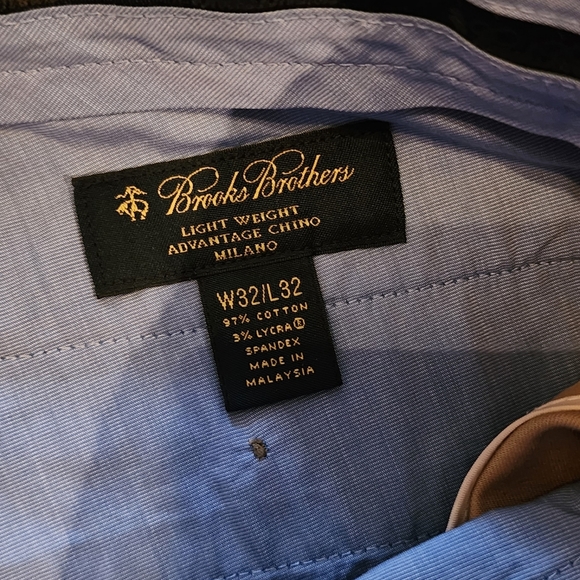 Brooks Brothers
LIGHT WEIGHT
ADVANTAGE CHINO
MILANO
W32/L32
97% COTTON
3% LYCRA®
SPANDEX
MADE IN
MALAYSIA